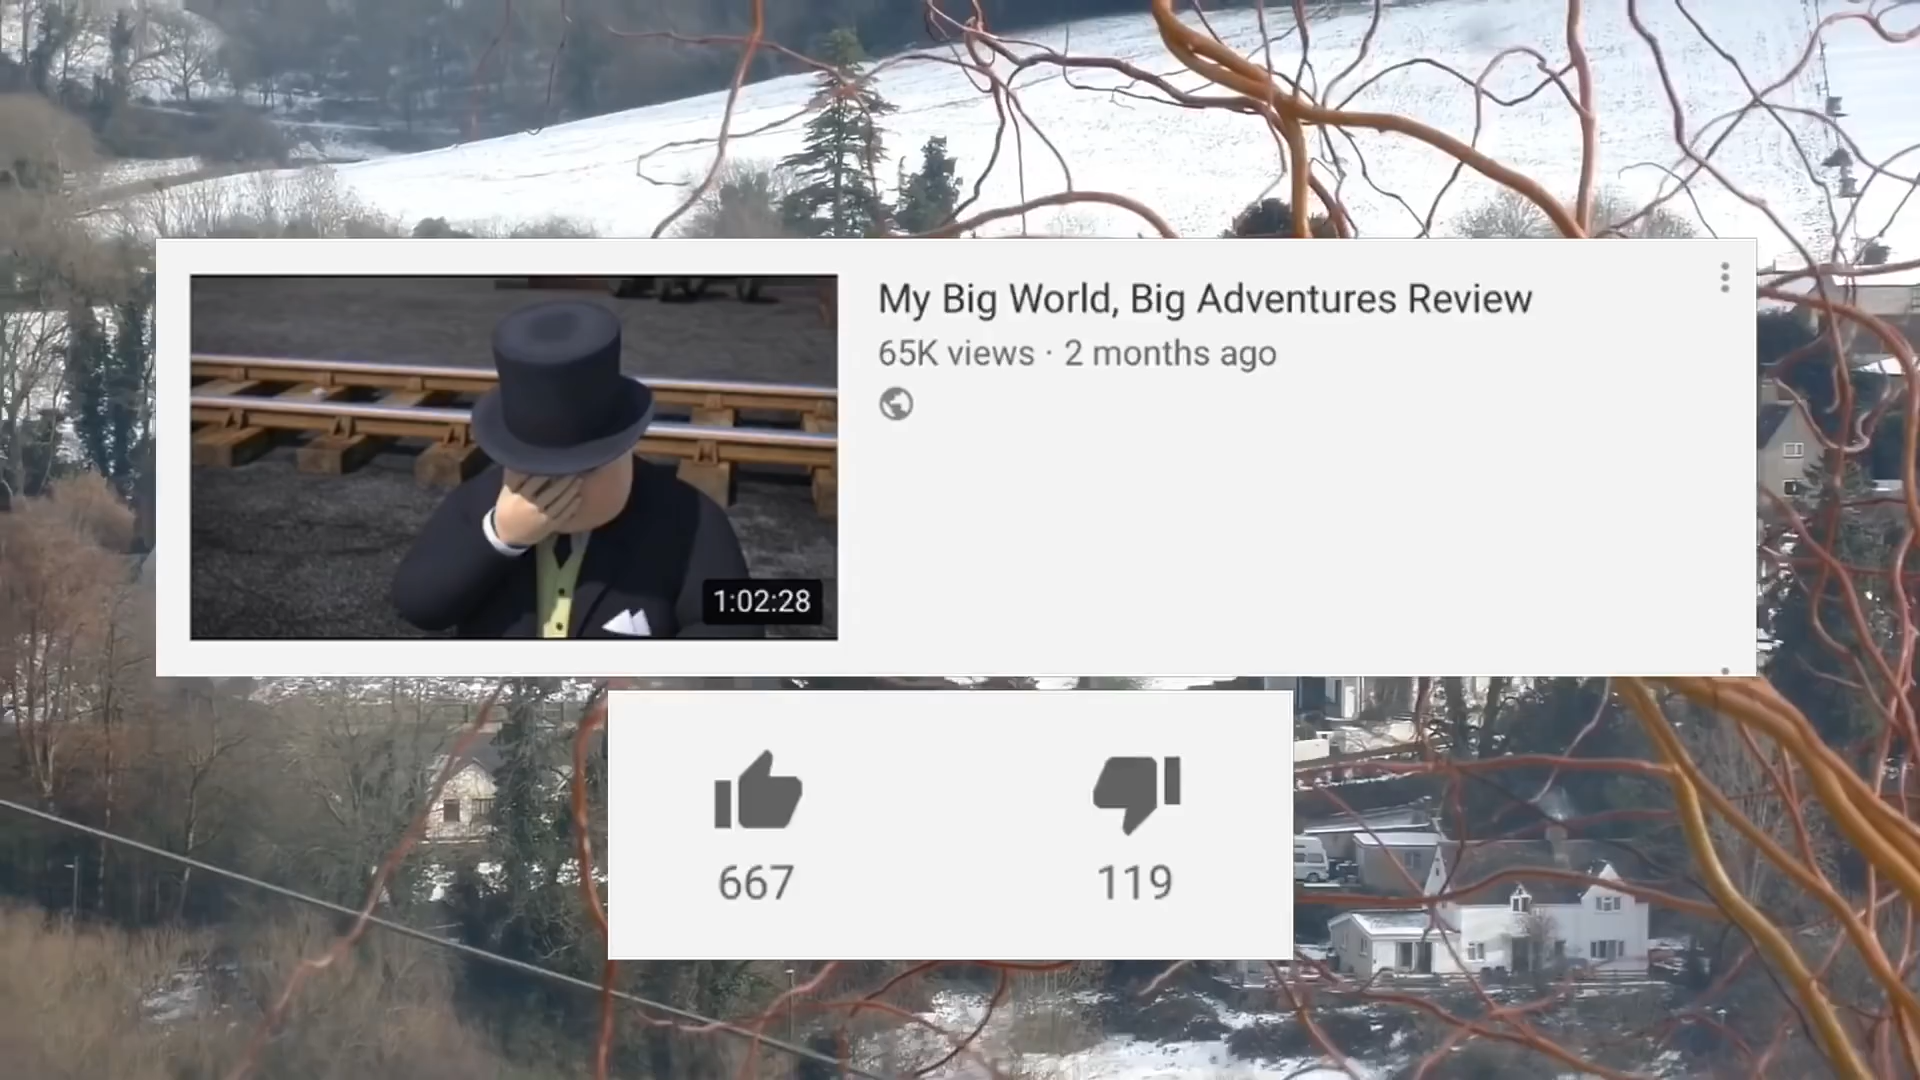 My Big World, Big Adventures Review
65K views · 2 months ago
1:02:28
667
119